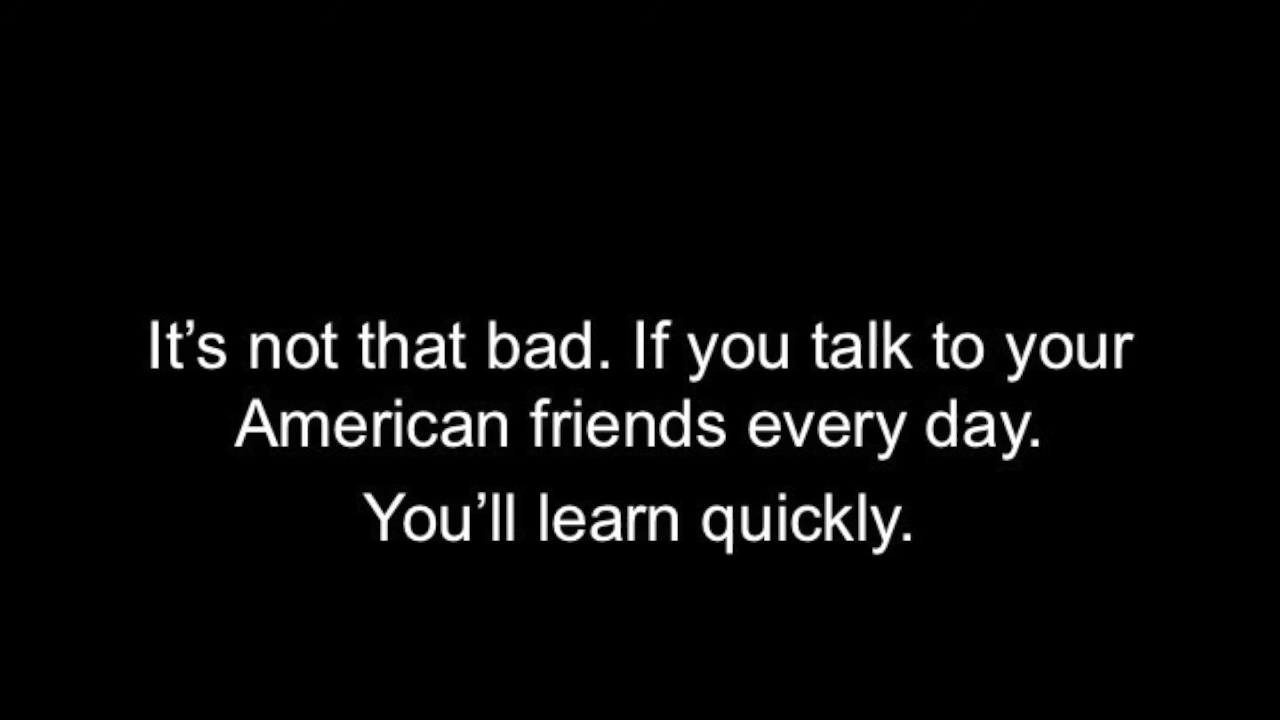 It’s not that bad. If you talk to your
American friends every day.
You’ll learn quickly.